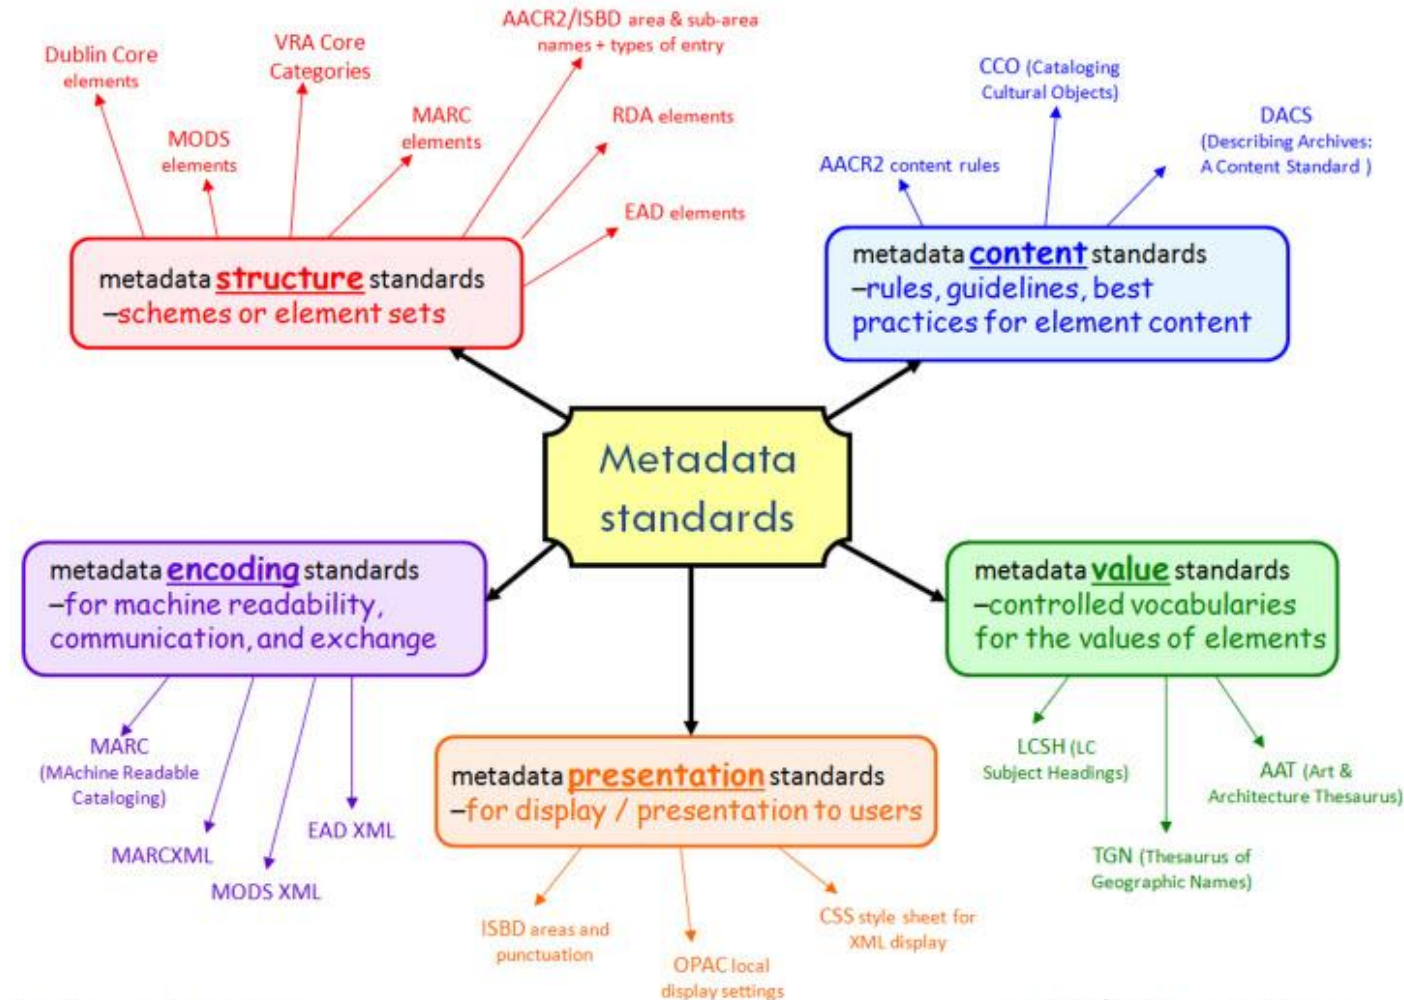 Dublin Core
elements
MODS
elements
VRA Core
Categories
MARC
elements
AACR2/ISBD area & sub-area
names + types of entry
RDA elements
EAD elements
metadata structure standards
–schemes or element sets
CCO (Cataloging
Cultural Objects)
AACR2 content rules
DACS
(Describing Archives:
A Content Standard )
metadata content standards
–rules, guidelines, best
practices for element content
Metadata
standards
metadata encoding standards
–for machine readability,
communication, and exchange
MARC
(MAchine Readable
Cataloging)
MARCXML
MODS XML
EAD XML
metadata presentation standards
–for display / presentation to users
ISBD areas and
punctuation
OPAC local
display settings
CSS style sheet for
XML display
metadata value standards
–controlled vocabularies
for the values of elements
LCSH (LC
Subject Headings)
TGN (Thesaurus of
Geographic Names)
AAT (Art &
Architecture Thesaurus)